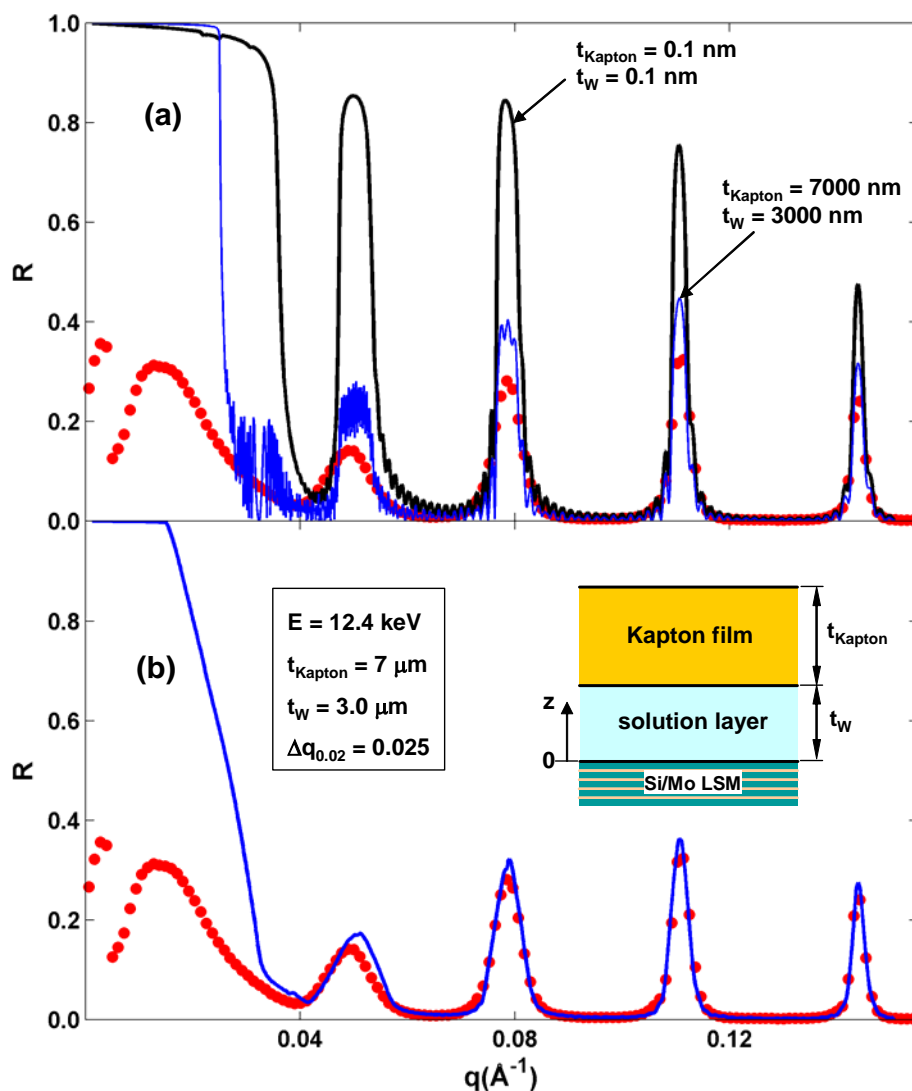 1.0
0.8
0.6
0.4
0.2
0.0
R
(a)
t_Kapton = 0.1 nm
t_W = 0.1 nm
t_Kapton = 7000 nm
t_W = 3000 nm
0.8
0.6
0.4
0.2
0.0
R
(b)
E = 12.4 keV
t_Kapton = 7 μm
t_W = 3.0 μm
Δq_0.02 = 0.025
Kapton film
t_Kapton
z
solution layer
t_W
0
Si/Mo LSM
0.04
0.08
0.12
q(Å⁻¹)